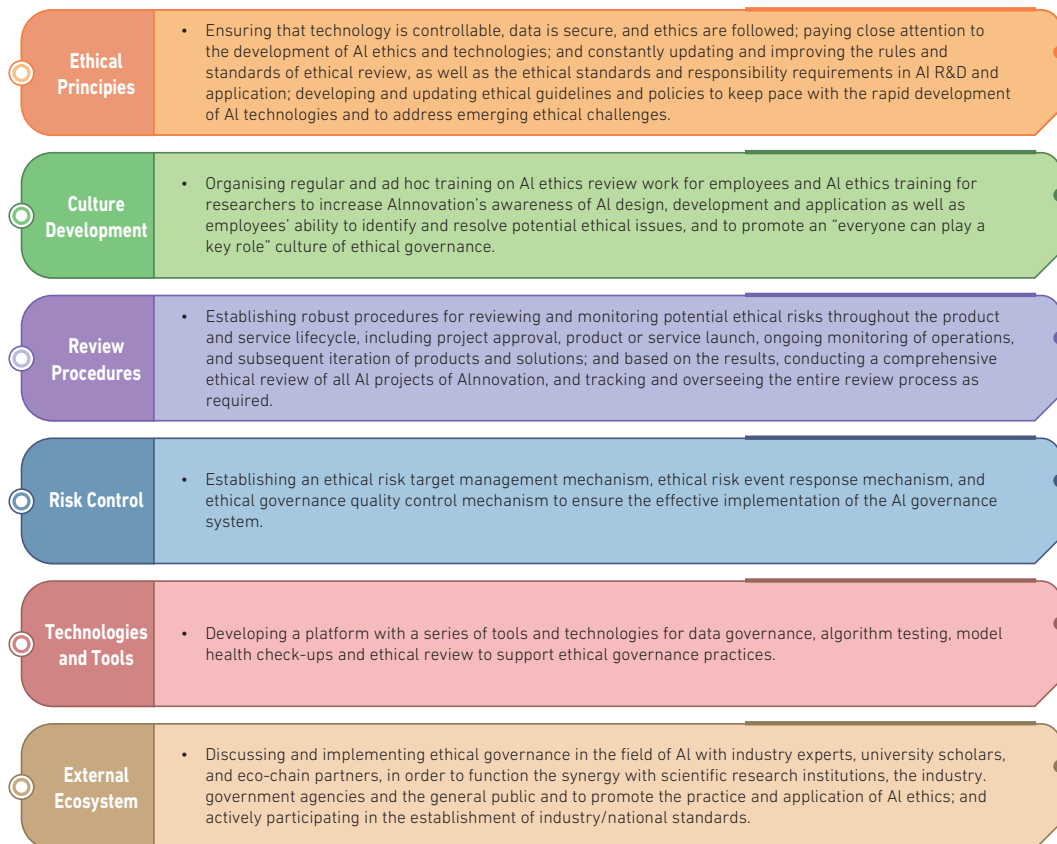 Ethical
Principies
• Ensuring that technology is controllable, data is secure, and ethics are followed; paying close attention to
the development of AI ethics and technologies; and constantly updating and improving the rules and
standards of ethical review, as well as the ethical standards and responsibility requirements in AI R&D and
application; developing and updating ethical guidelines and policies to keep pace with the rapid development
of AI technologies and to address emerging ethical challenges.
Culture
Development
• Organising regular and ad hoc training on AI ethics review work for employees and AI ethics training for
researchers to increase AInnovation's awareness of AI design, development and application as well as
employees' ability to identify and resolve potential ethical issues, and to promote an "everyone can play a
key role" culture of ethical governance.
Review
Procedures
• Establishing robust procedures for reviewing and monitoring potential ethical risks throughout the product
and service lifecycle, including project approval, product or service launch, ongoing monitoring of operations,
and subsequent iteration of products and solutions; and based on the results, conducting a comprehensive
ethical review of all AI projects of AInnovation, and tracking and overseeing the entire review process as
required.
Risk Control
• Establishing an ethical risk target management mechanism, ethical risk event response mechanism, and
ethical governance quality control mechanism to ensure the effective implementation of the AI governance
system.
Technologies
and Tools
• Developing a platform with a series of tools and technologies for data governance, algorithm testing, model
health check-ups and ethical review to support ethical governance practices.
External
Ecosystem
• Discussing and implementing ethical governance in the field of AI with industry experts, university scholars,
and eco-chain partners, in order to function the synergy with scientific research institutions, the industry.
government agencies and the general public and to promote the practice and application of AI ethics; and
actively participating in the establishment of industry/national standards.